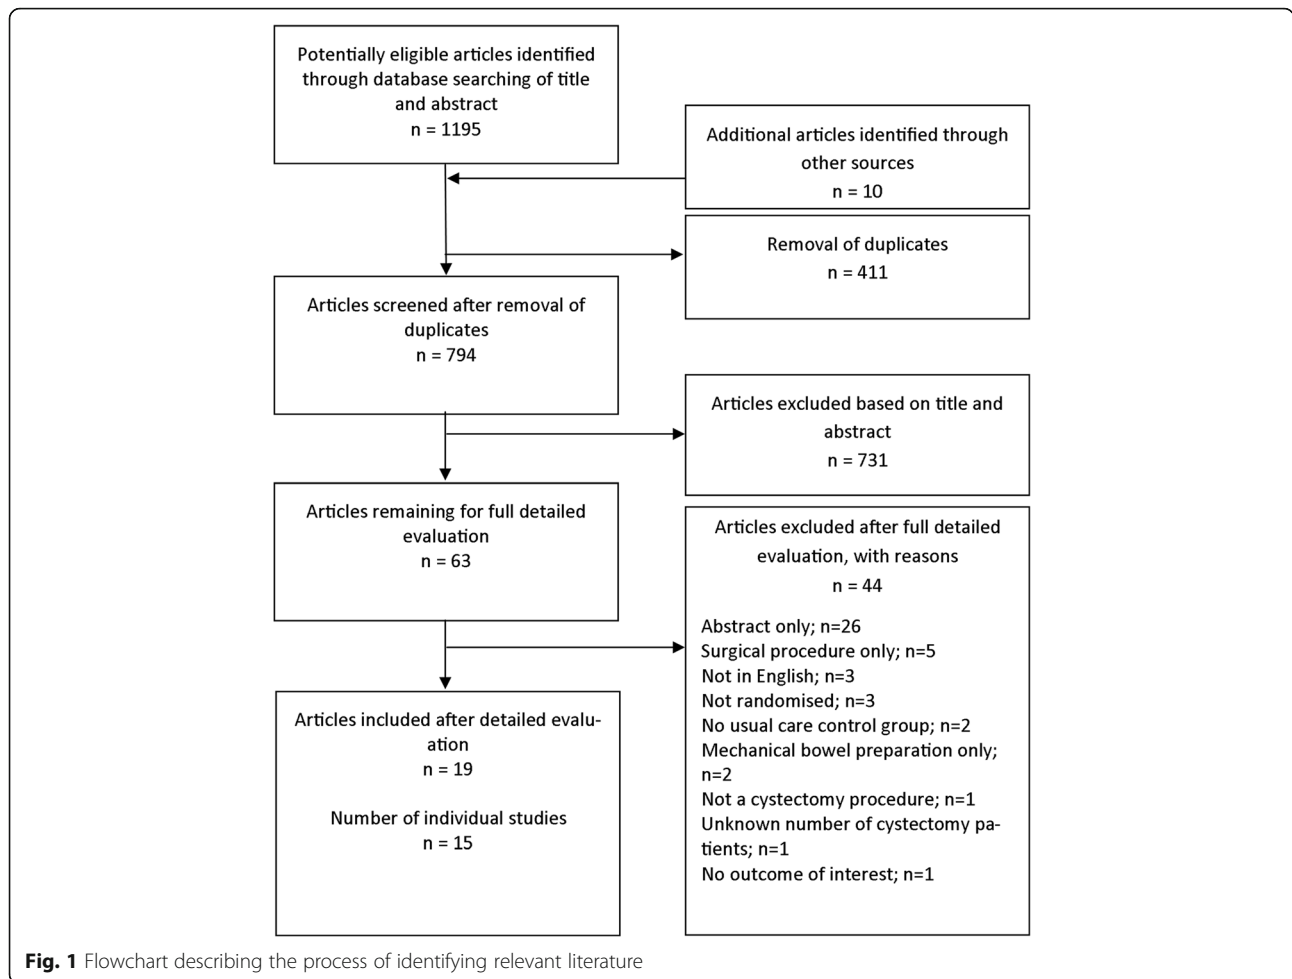 Potentially eligible articles identified
through database searching of title
and abstract
n = 1195
Additional articles identified through
other sources
n = 10
Removal of duplicates
n = 411
Articles screened after removal of
duplicates
n = 794
Articles excluded based on title and
abstract
n = 731
Articles remaining for full detailed
evaluation
n = 63
Articles excluded after full detailed
evaluation, with reasons
n = 44
Abstract only; n=26
Surgical procedure only; n=5
Not in English; n=3
Not randomised; n=3
No usual care control group; n=2
Mechanical bowel preparation only;
n=2
Not a cystectomy procedure; n=1
Unknown number of cystectomy pa-
tients; n=1
No outcome of interest; n=1
Articles included after detailed evalu-
ation
n = 19
Number of individual studies
n = 15
Fig. 1 Flowchart describing the process of identifying relevant literature